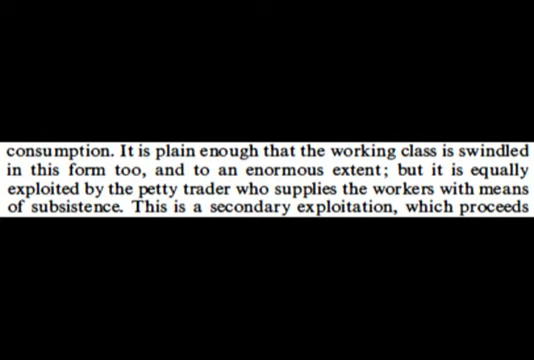 consumption. It is plain enough that the working class is swindled
in this form too, and to an enormous extent; but it is equally
exploited by the petty trader who supplies the workers with means
of subsistence. This is a secondary exploitation, which proceeds